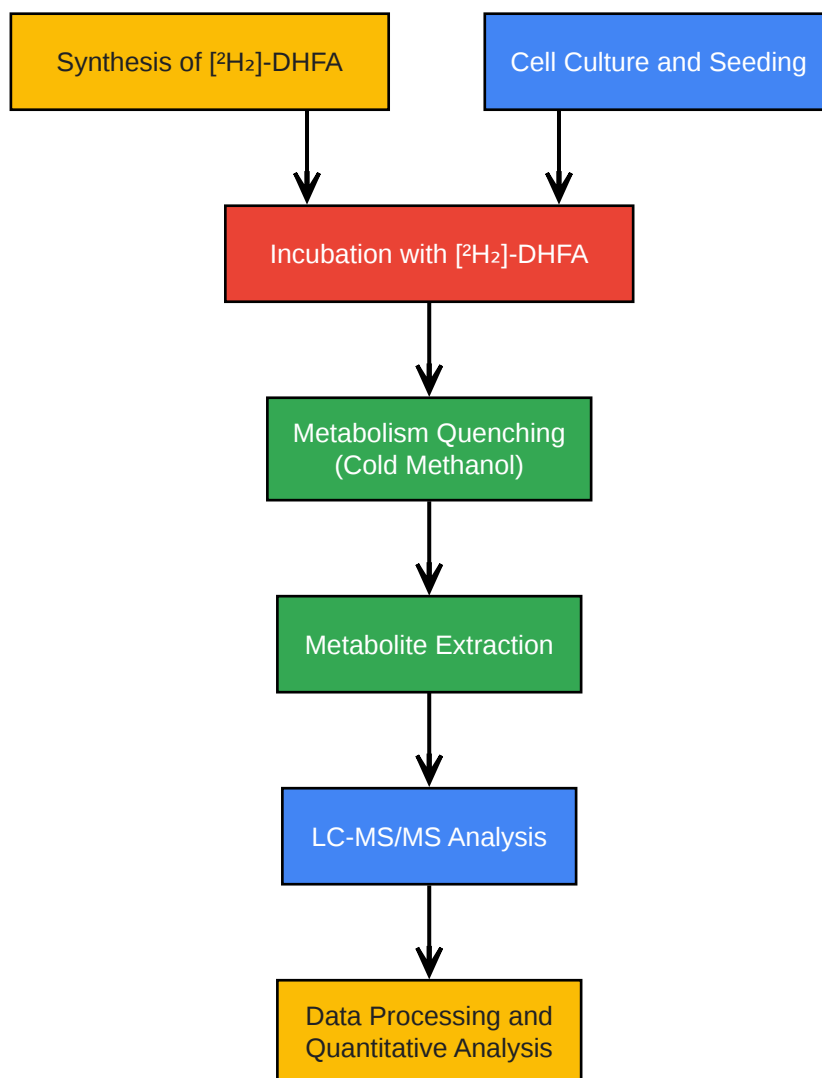 Synthesis of [²H₂]-DHFA
Cell Culture and Seeding
Incubation with [²H₂]-DHFA
Metabolism Quenching
(Cold Methanol)
Metabolite Extraction
LC-MS/MS Analysis
Data Processing and
Quantitative Analysis